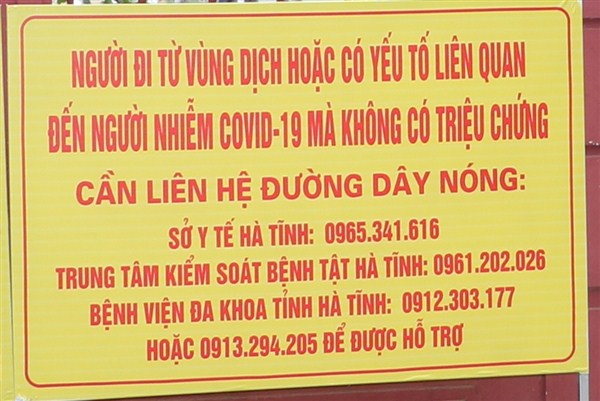 NGƯỜI ĐI TỪ VÙNG DỊCH HOẶC CÓ YẾU TỐ LIÊN QUAN
ĐẾN NGƯỜI NHIỄM COVID-19 MÀ KHÔNG CÓ TRIỆU CHỨNG
CẦN LIÊN HỆ ĐƯỜNG DÂY NÓNG:
SỞ Y TẾ HÀ TĨNH: 0965.341.616
TRUNG TÂM KIỂM SOÁT BỆNH TẬT HÀ TĨNH: 0961.202.026
BỆNH VIỆN ĐA KHOA TỈNH HÀ TĨNH: 0912.303.177
HOẶC 0913.294.205 ĐỂ ĐƯỢC HỖ TRỢ